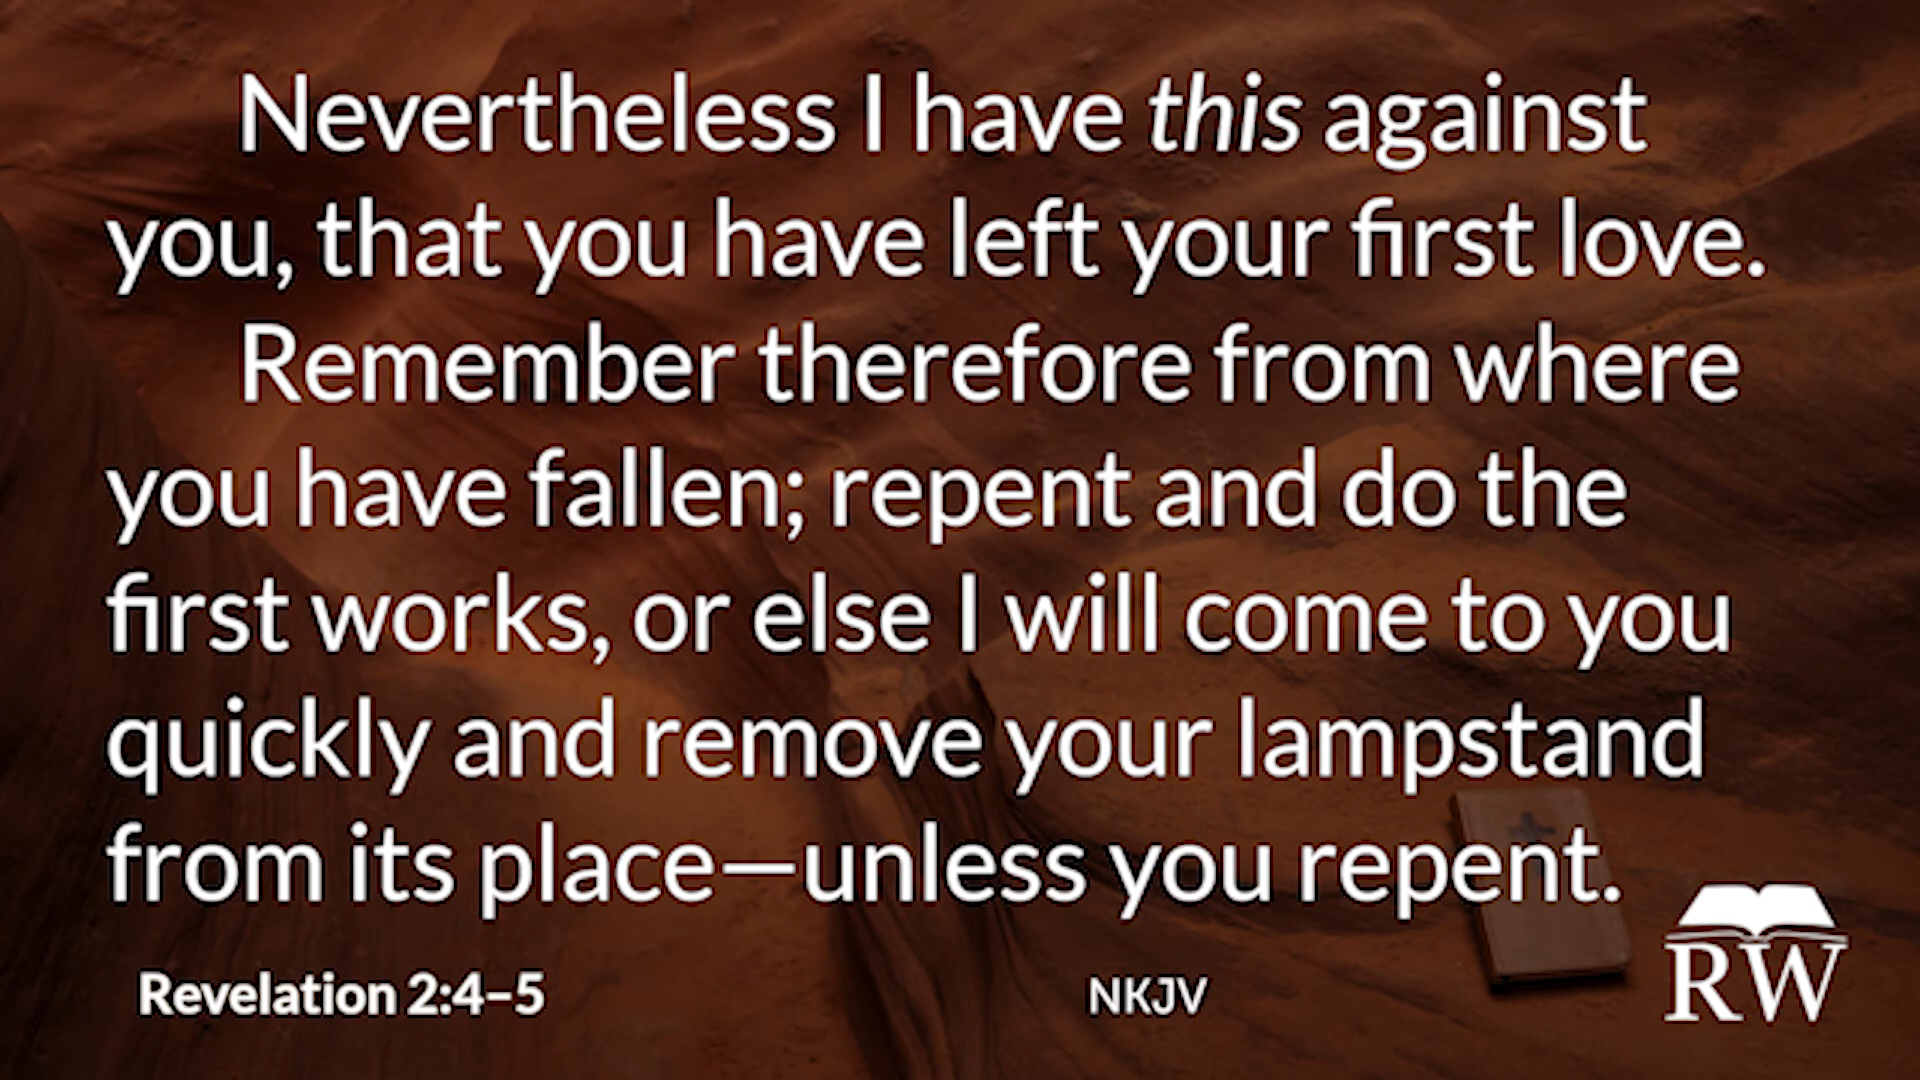 Nevertheless I have this against
you, that you have left your first love.
Remember therefore from where
you have fallen; repent and do the
first works, or else I will come to you
quickly and remove your lampstand
from its place—unless you repent.
Revelation 2:4–5
NKJV
RW